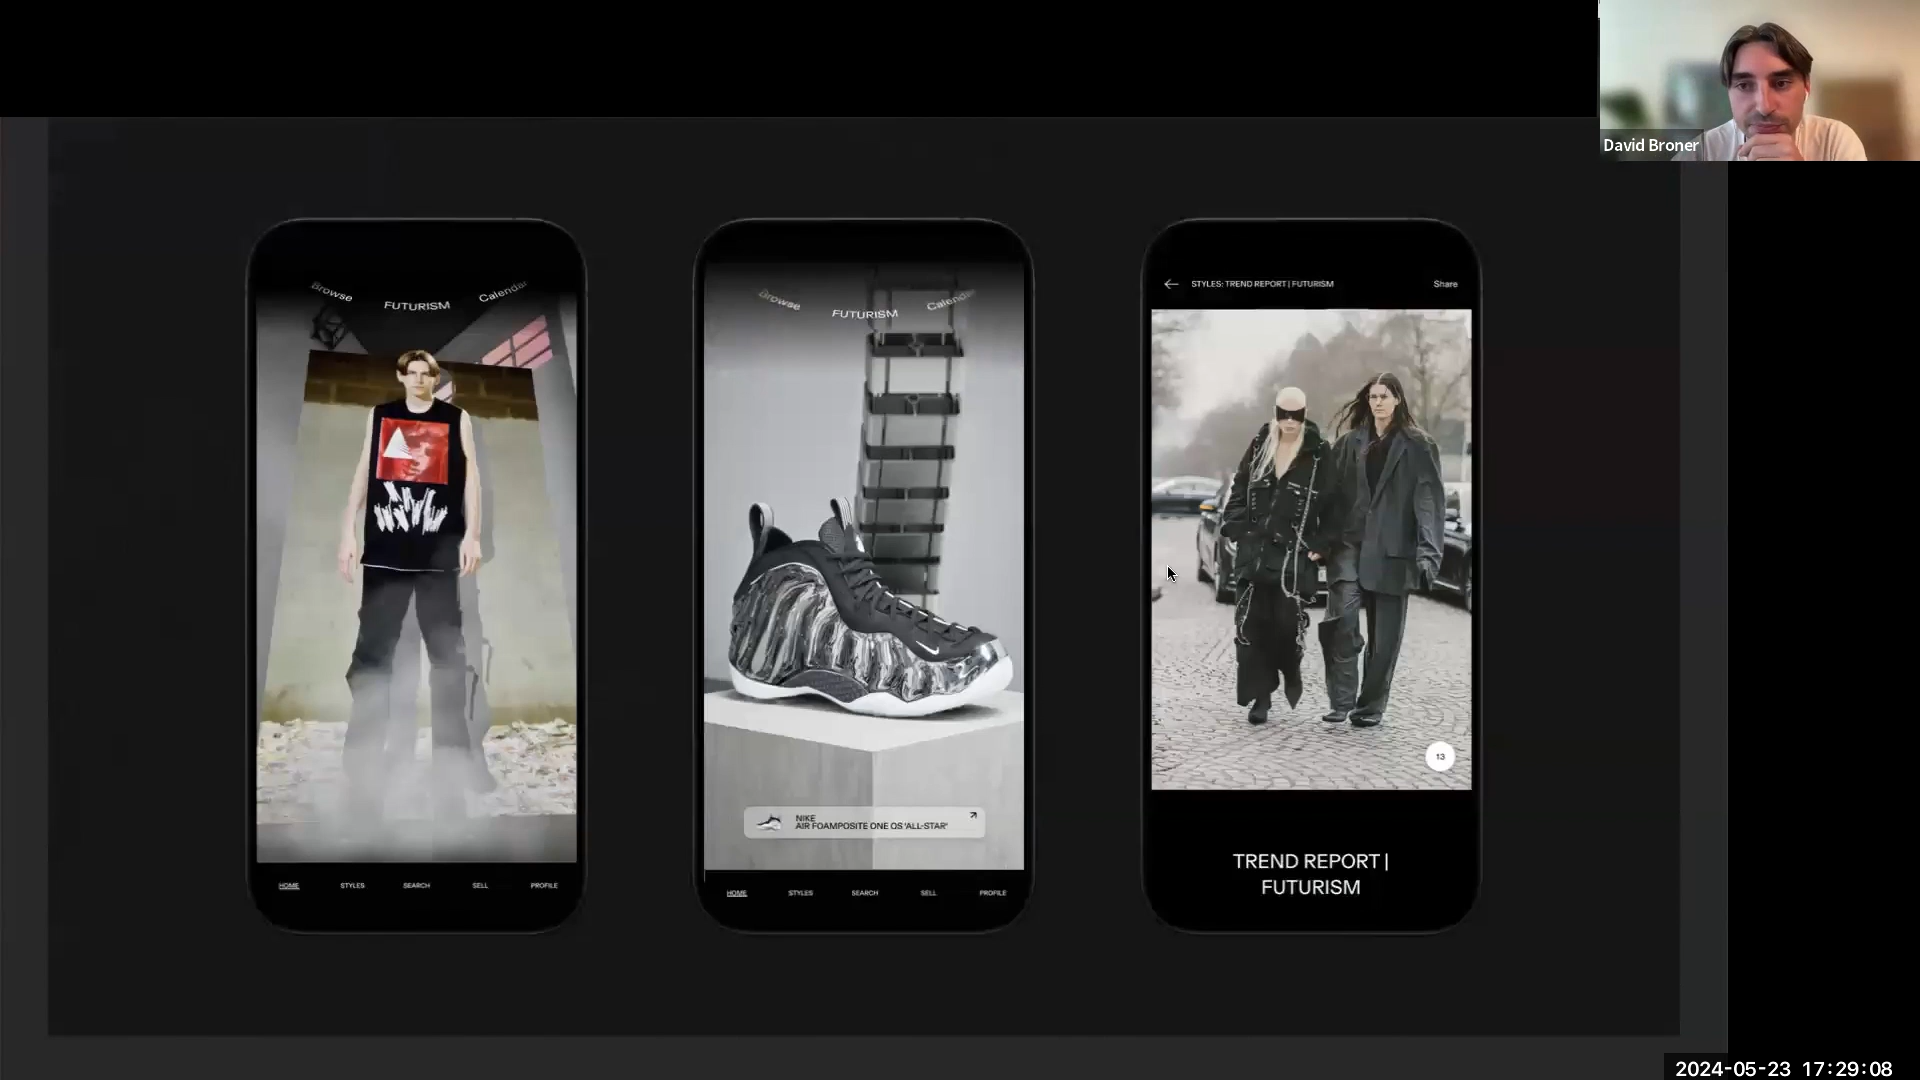 David Broner
Browse
FUTURISM
Calendar
HOME
STYLES
SEARCH
SELL
PROFILE
Browse
FUTURISM
Calendar
NIKE
AIR FOAMPOSITE ONE QS 'ALL-STAR'
HOME
STYLES
SEARCH
SELL
PROFILE
STYLES: TREND REPORT | FUTURISM
Share
13
TREND REPORT |
FUTURISM
2024-05-23 17:29:08